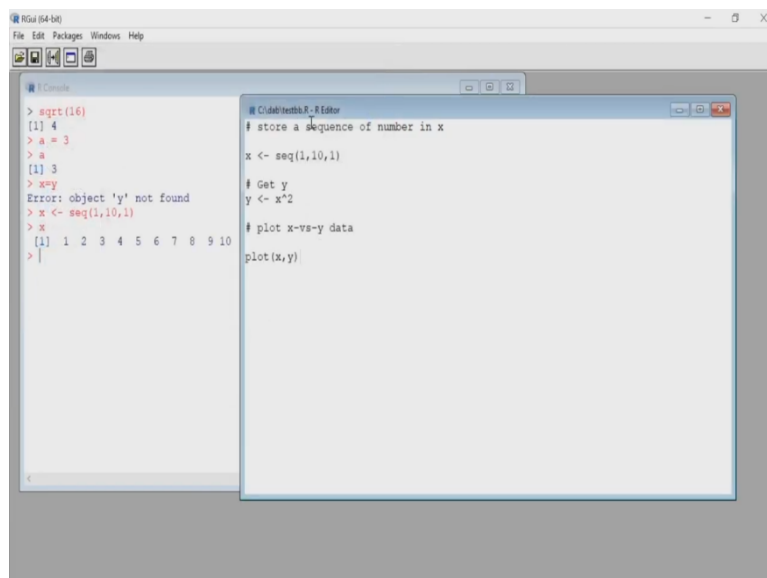 RGui (64-bit)
File Edit Packages Windows Help
R Console
> sqrt(16)
[1] 4
> a = 3
> a
[1] 3
> x=y
Error: object 'y' not found
> x <- seq(1,10,1)
> x
[1] 1 2 3 4 5 6 7 8 9 10
>
C:\dab\testbb.R - R Editor
# store a sequence of number in x
x <- seq(1,10,1)
# Get y
y <- x^2
# plot x-vs-y data
plot(x,y)